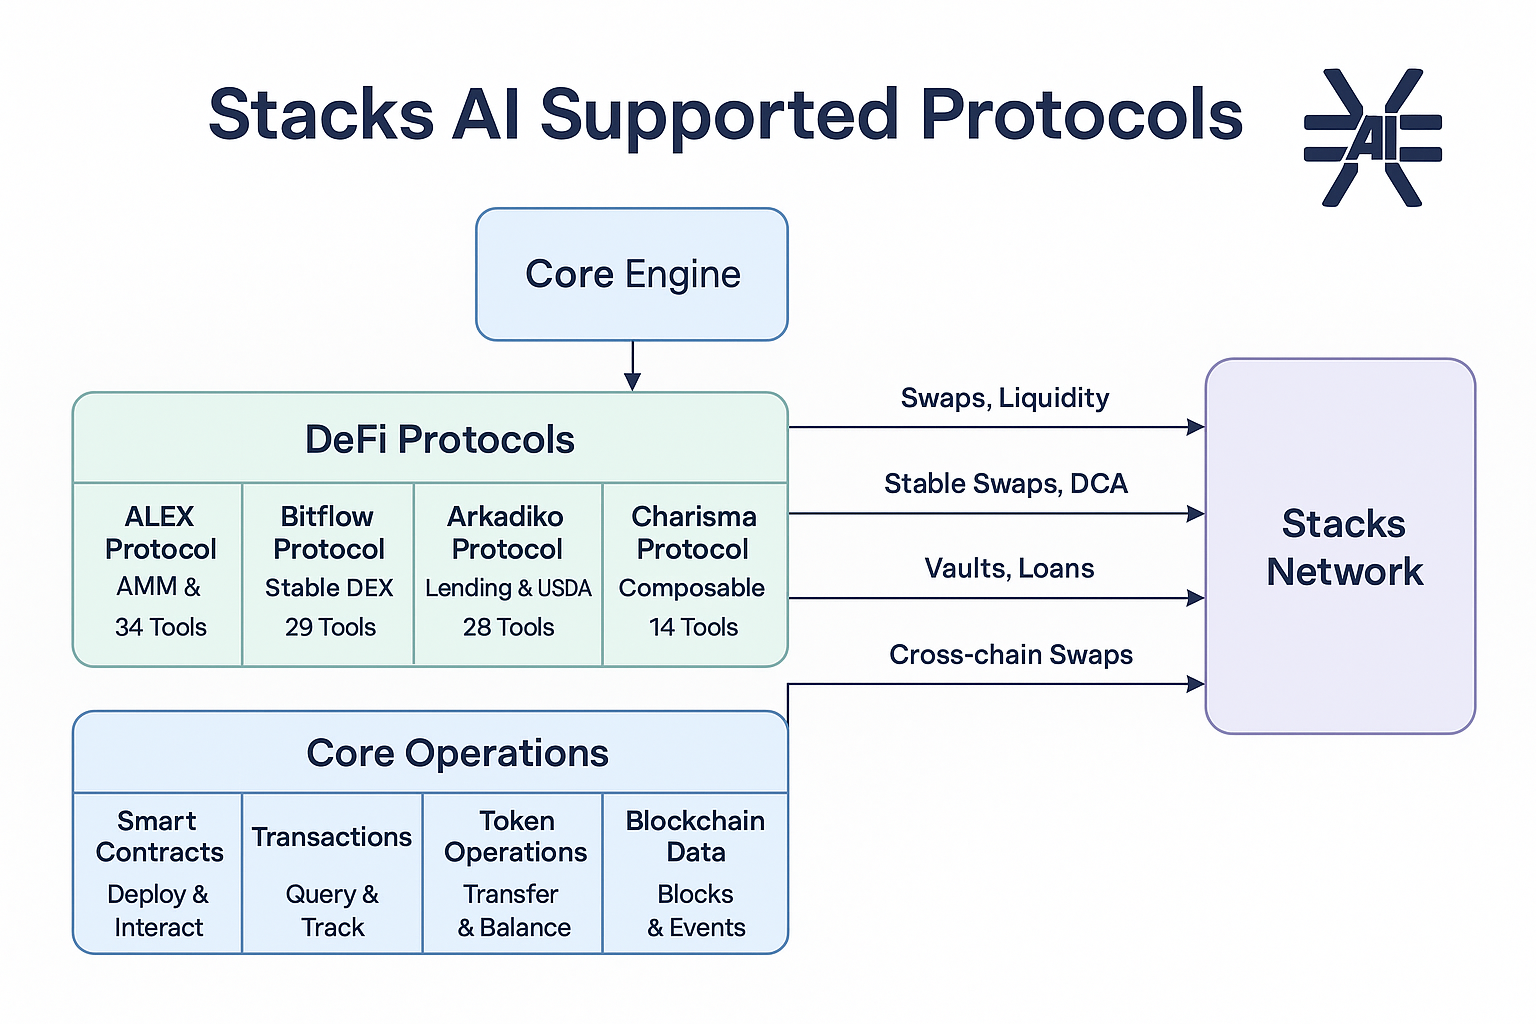 Stacks AI Supported Protocols
AI
Core Engine
DeFi Protocols
ALEX
Protocol
AMM &
34 Tools
Bitflow
Protocol
Stable DEX
29 Tools
Arkadiko
Protocol
Lending & USDA
28 Tools
Charisma
Protocol
Composable
14 Tools
Swaps, Liquidity
Stable Swaps, DCA
Vaults, Loans
Cross-chain Swaps
Stacks
Network
Core Operations
Smart
Contracts
Deploy &
Interact
Transactions
Query &
Track
Token
Operations
Transfer
& Balance
Blockchain
Data
Blocks
& Events